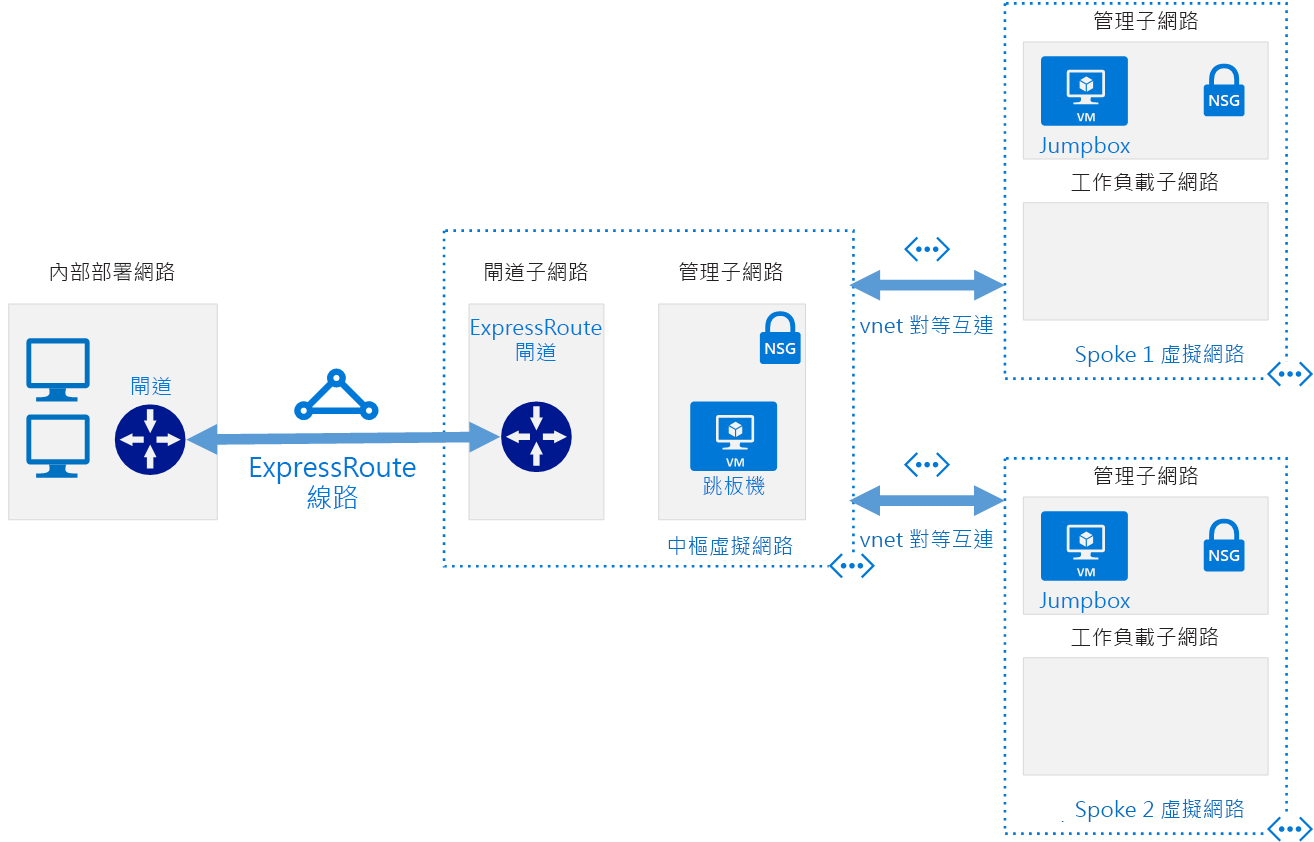 內部部署網路
閘道
ExpressRoute
線路
閘道子網路
ExpressRoute
閘道
管理子網路
NSG
VM
跳板機
中樞虛擬網路
vnet 對等互連
vnet 對等互連
管理子網路
VM
NSG
Jumpbox
工作負載子網路
Spoke 1 虛擬網路
管理子網路
VM
NSG
Jumpbox
工作負載子網路
Spoke 2 虛擬網路